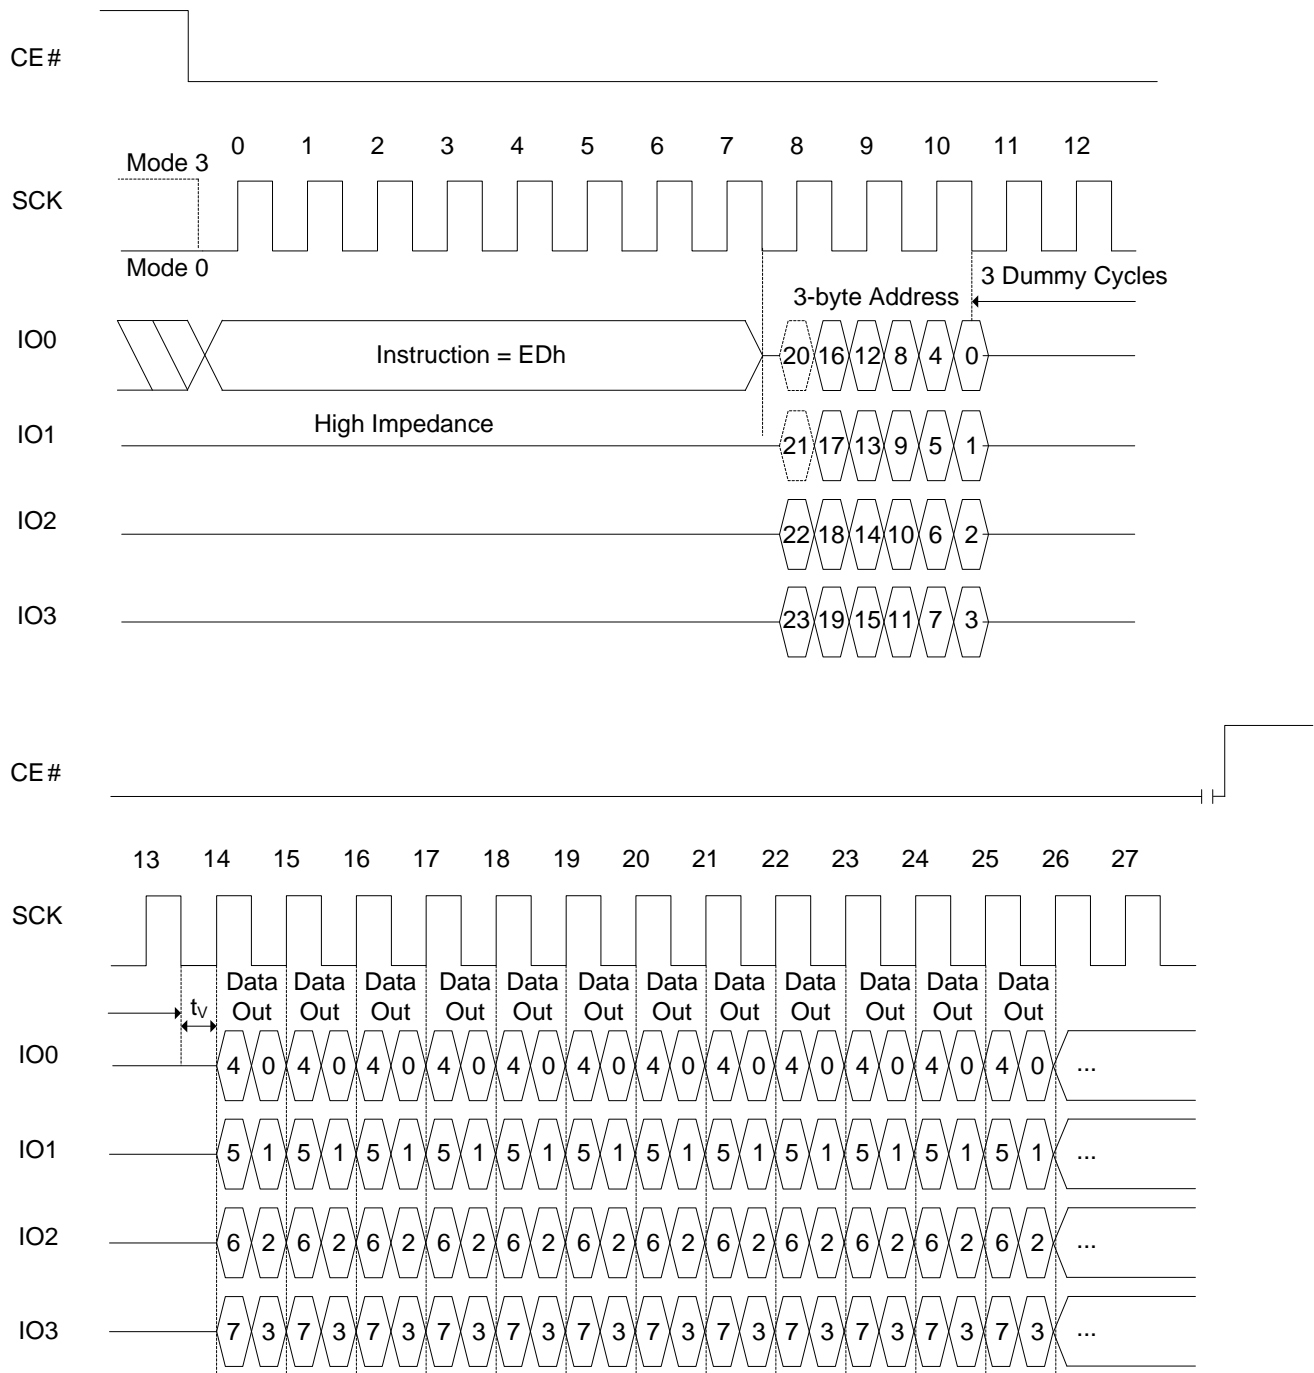 CE#
0 1 2 3 4 5 6 7 8 9 10 11 12
Mode 3
SCK
Mode 0
3 Dummy Cycles
3-byte Address
IO0
Instruction = EDh
20 16 12 8 4 0
High Impedance
IO1
21 17 13 9 5 1
IO2
22 18 14 10 6 2
IO3
23 19 15 11 7 3
CE#
13 14 15 16 17 18 19 20 21 22 23 24 25 26 27
SCK
Data Data Data Data Data Data Data Data Data Data Data Data
tV Out Out Out Out Out Out Out Out Out Out Out Out
IO0 4 0 4 0 4 0 4 0 4 0 4 0 4 0 4 0 4 0 4 0 4 0 4 0 ...
IO1 5 1 5 1 5 1 5 1 5 1 5 1 5 1 5 1 5 1 5 1 5 1 5 1 ...
IO2 6 2 6 2 6 2 6 2 6 2 6 2 6 2 6 2 6 2 6 2 6 2 6 2 ...
IO3 7 3 7 3 7 3 7 3 7 3 7 3 7 3 7 3 7 3 7 3 7 3 7 3 ...